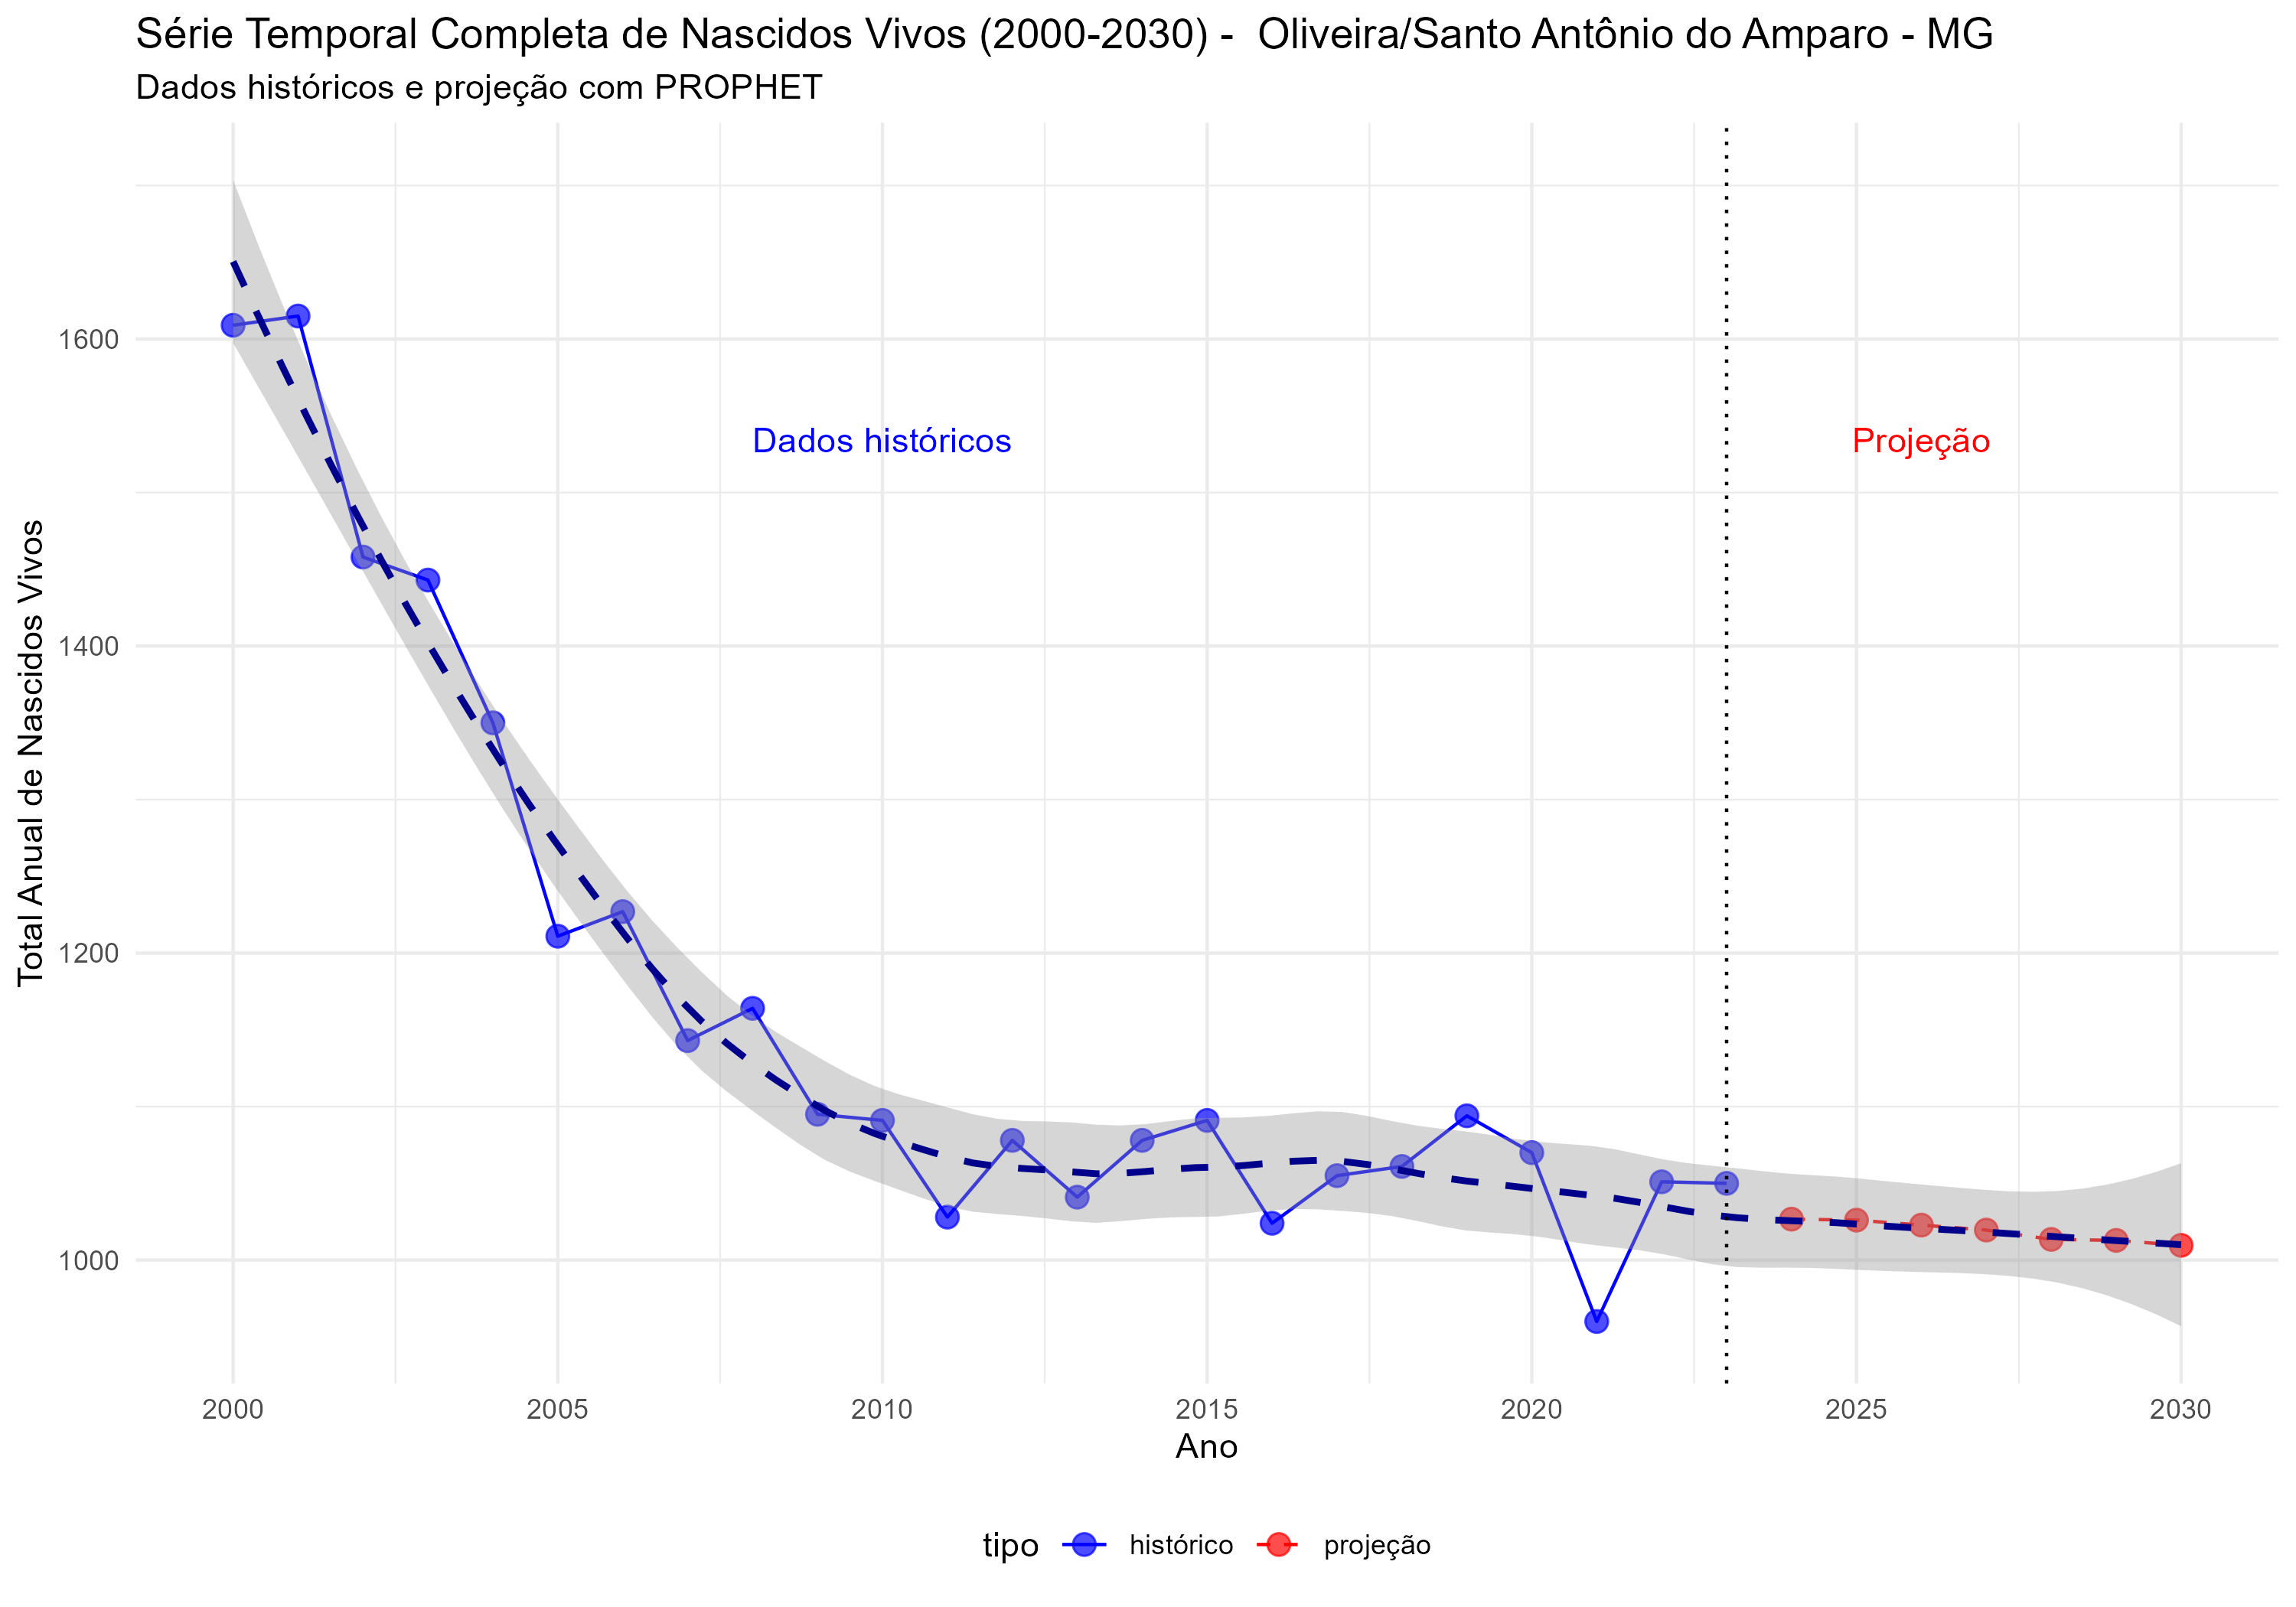 Série Temporal Completa de Nascidos Vivos (2000-2030) -  Oliveira/Santo Antônio do Amparo - MG
Dados históricos e projeção com PROPHET
Total Anual de Nascidos Vivos
1600
1400
1200
1000
Dados históricos
Projeção
2000
2005
2010
2015
2020
2025
2030
Ano
tipo
histórico
projeção